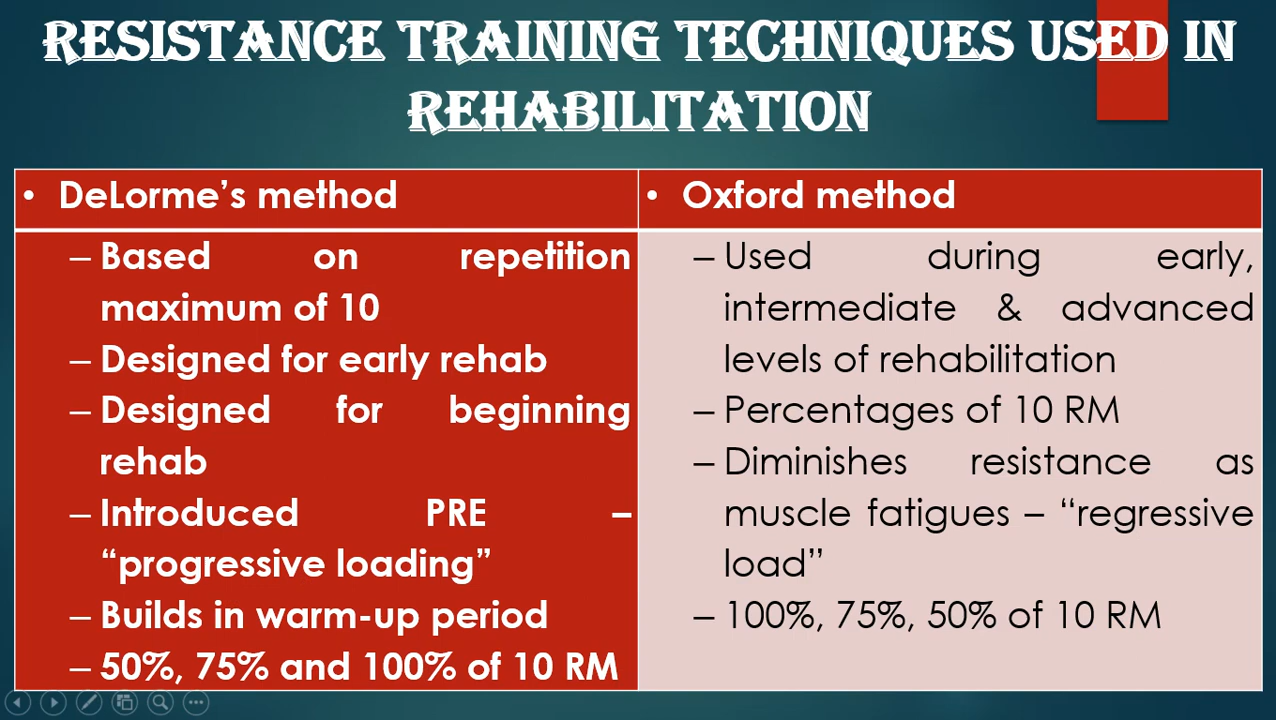 RESISTANCE TRAINING TECHNIQUES USED IN
REHABILITATION
• DeLorme’s method
– Based on repetition
maximum of 10
– Designed for early rehab
– Designed for beginning
rehab
– Introduced PRE –
“progressive loading”
– Builds in warm-up period
– 50%, 75% and 100% of 10 RM
• Oxford method
– Used during early,
intermediate & advanced
levels of rehabilitation
– Percentages of 10 RM
– Diminishes resistance as
muscle fatigues – “regressive
load”
– 100%, 75%, 50% of 10 RM